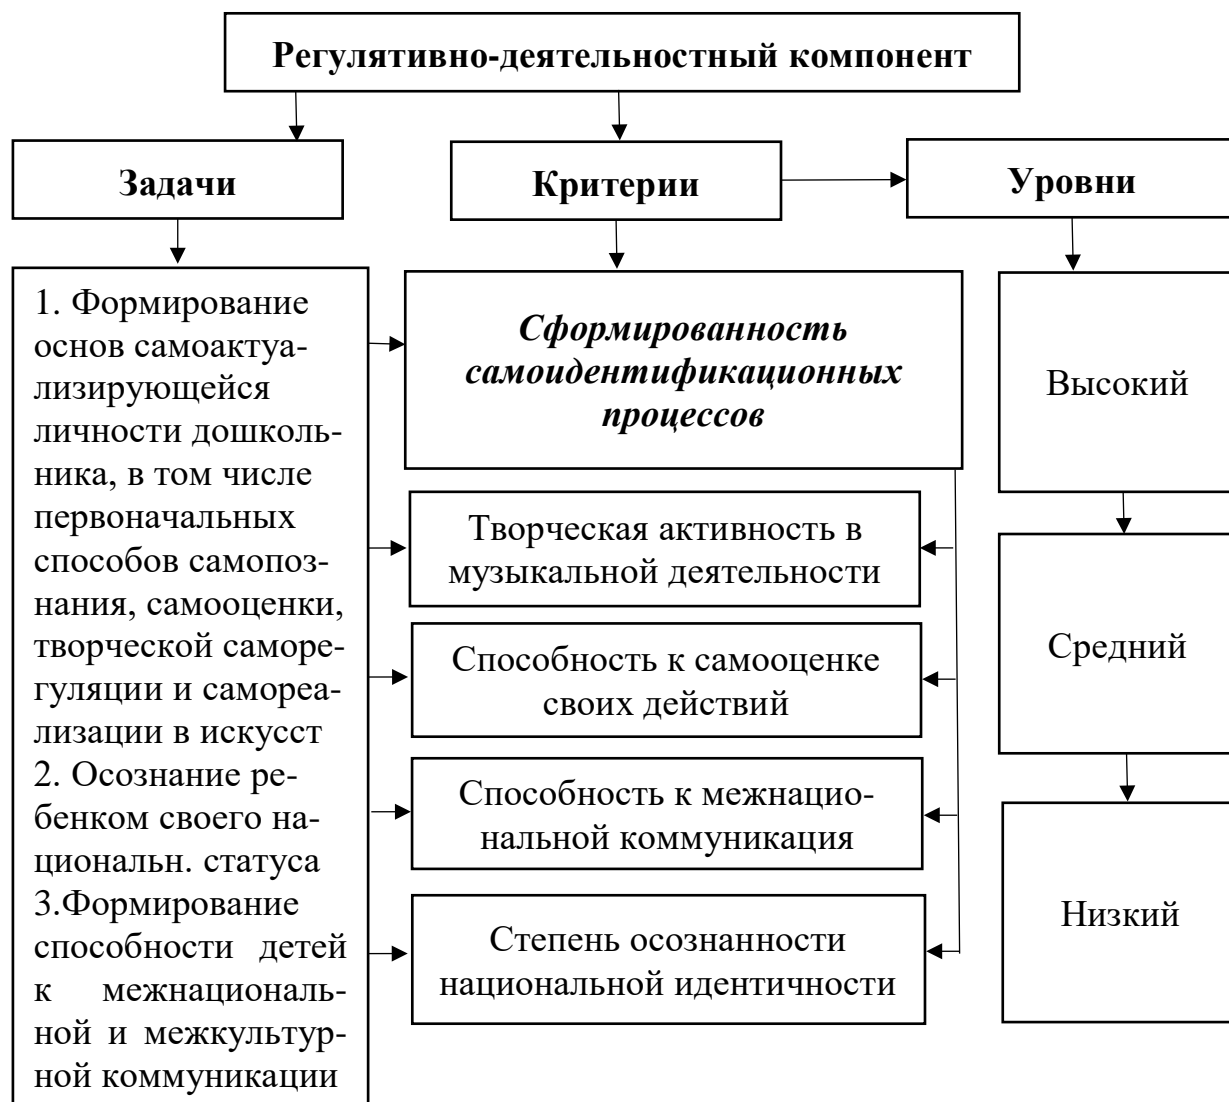 Регулятивно-деятельностный компонент
Задачи
Критерии
Уровни
1. Формирование
основ самоактуа-
лизирующейся
личности дошколь-
ника, в том числе
первоначальных
способов самопоз-
нания, самооценки,
творческой саморе-
гуляции и самореа-
лизации в искусст
2. Осознание ре-
бенком своего на-
циональн. статуса
3.Формирование
способности детей
к межнациональ-
ной и межкультур-
ной коммуникации
Сформированность
самоидентификационных
процессов
Творческая активность в
музыкальной деятельности
Способность к самооценке
своих действий
Способность к межнацио-
нальной коммуникация
Степень осознанности
национальной идентичности
Высокий
Средний
Низкий